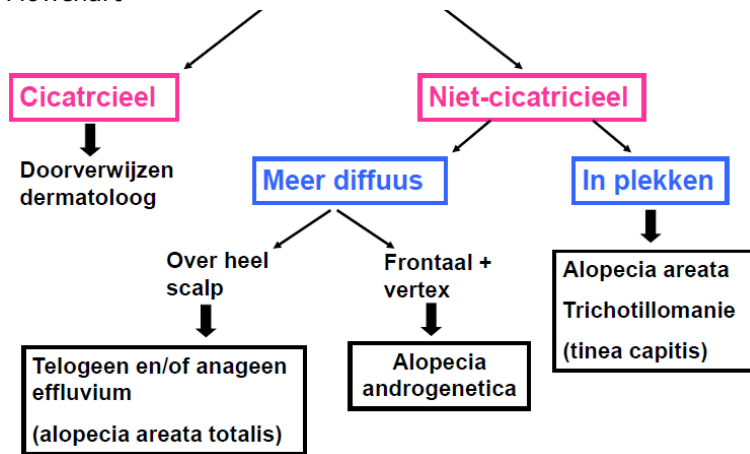 Cicatrcieel
Niet-cicatricieel
Doorverwijzen
dermatoloog
Meer diffuus
In plekken
Over heel
scalp
Frontaal +
vertex
Alopecia areata
Trichotillomanie
(tinea capitis)
Telogeen en/of anageen
effluvium
(alopecia areata totalis)
Alopecia
androgenetica